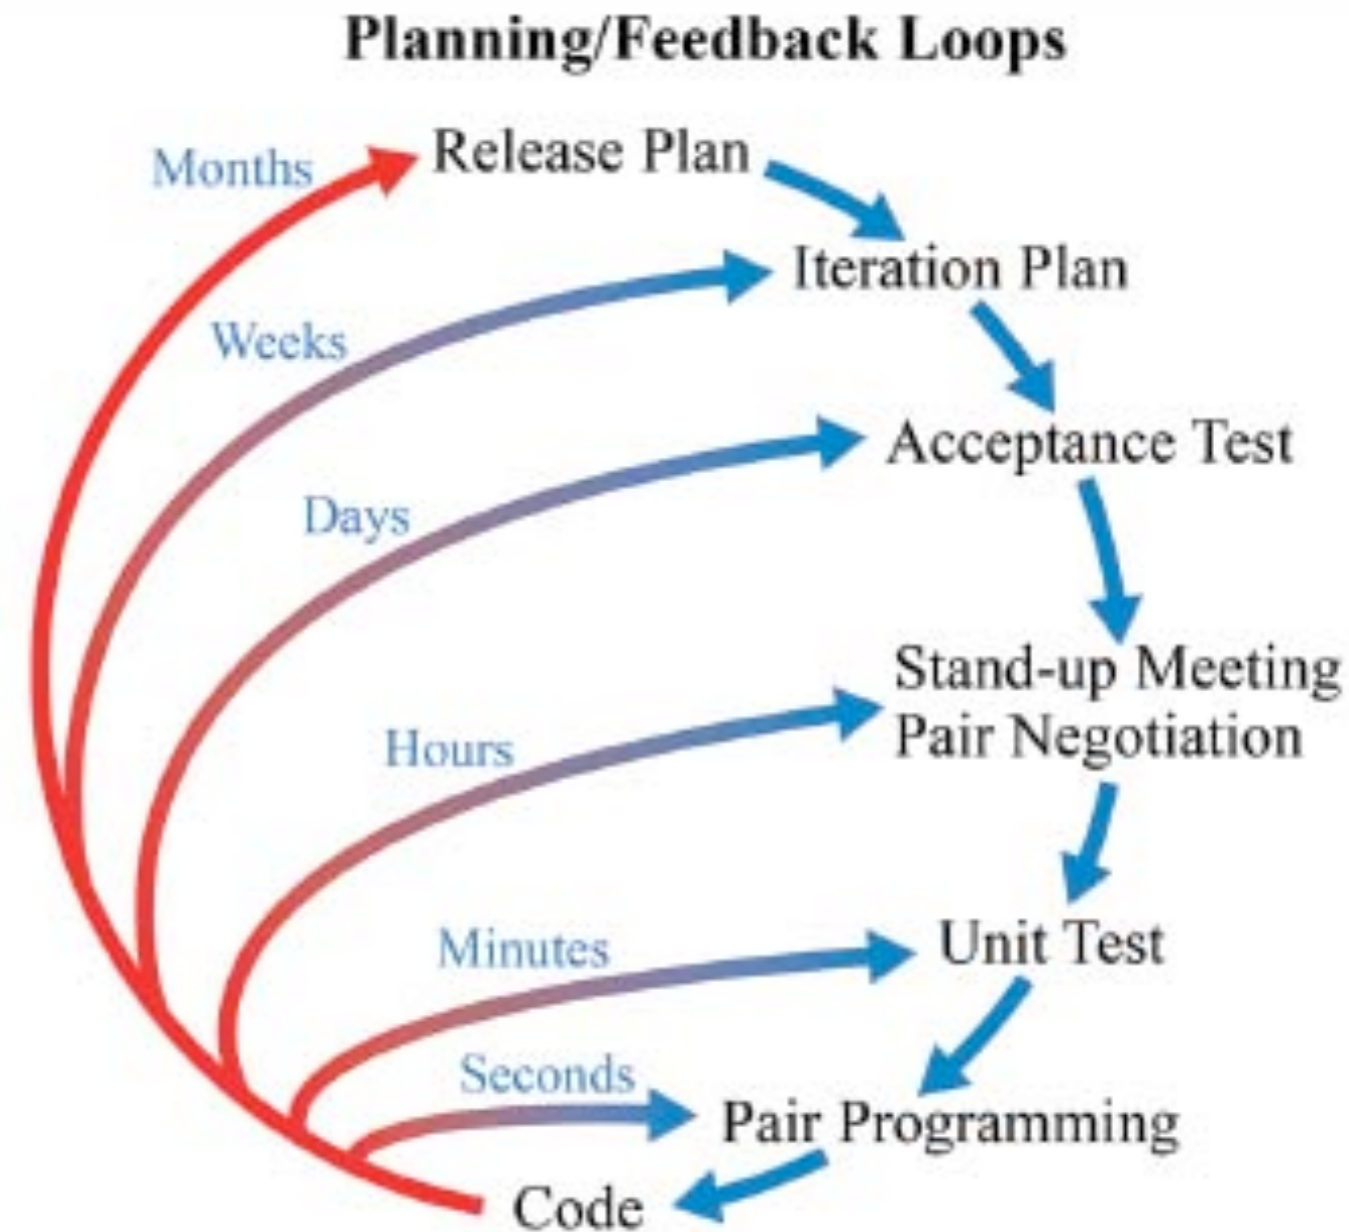 Planning/Feedback Loops
Months
Release Plan
Iteration Plan
Weeks
Acceptance Test
Days
Stand-up Meeting
Pair Negotiation
Hours
Unit Test
Minutes
Seconds
Pair Programming
Code